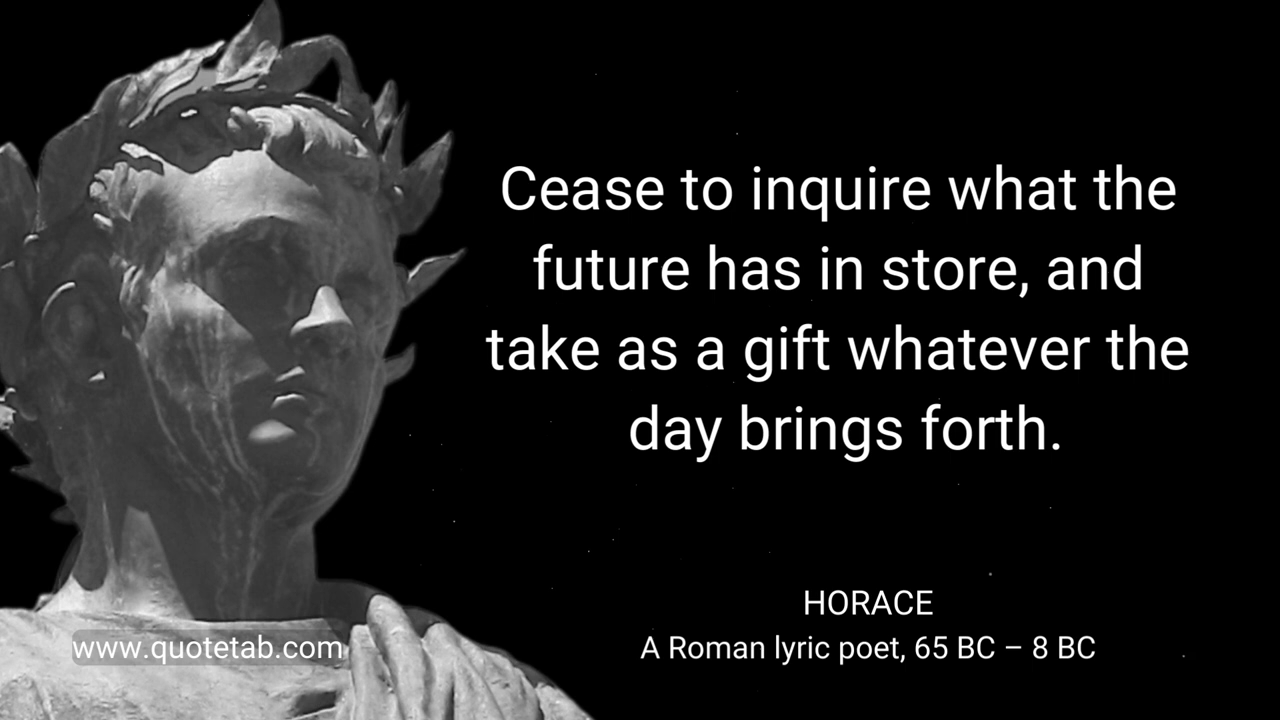 Cease to inquire what the
future has in store, and
take as a gift whatever the
day brings forth.
HORACE
A Roman lyric poet, 65 BC – 8 BC
www.quotetab.com